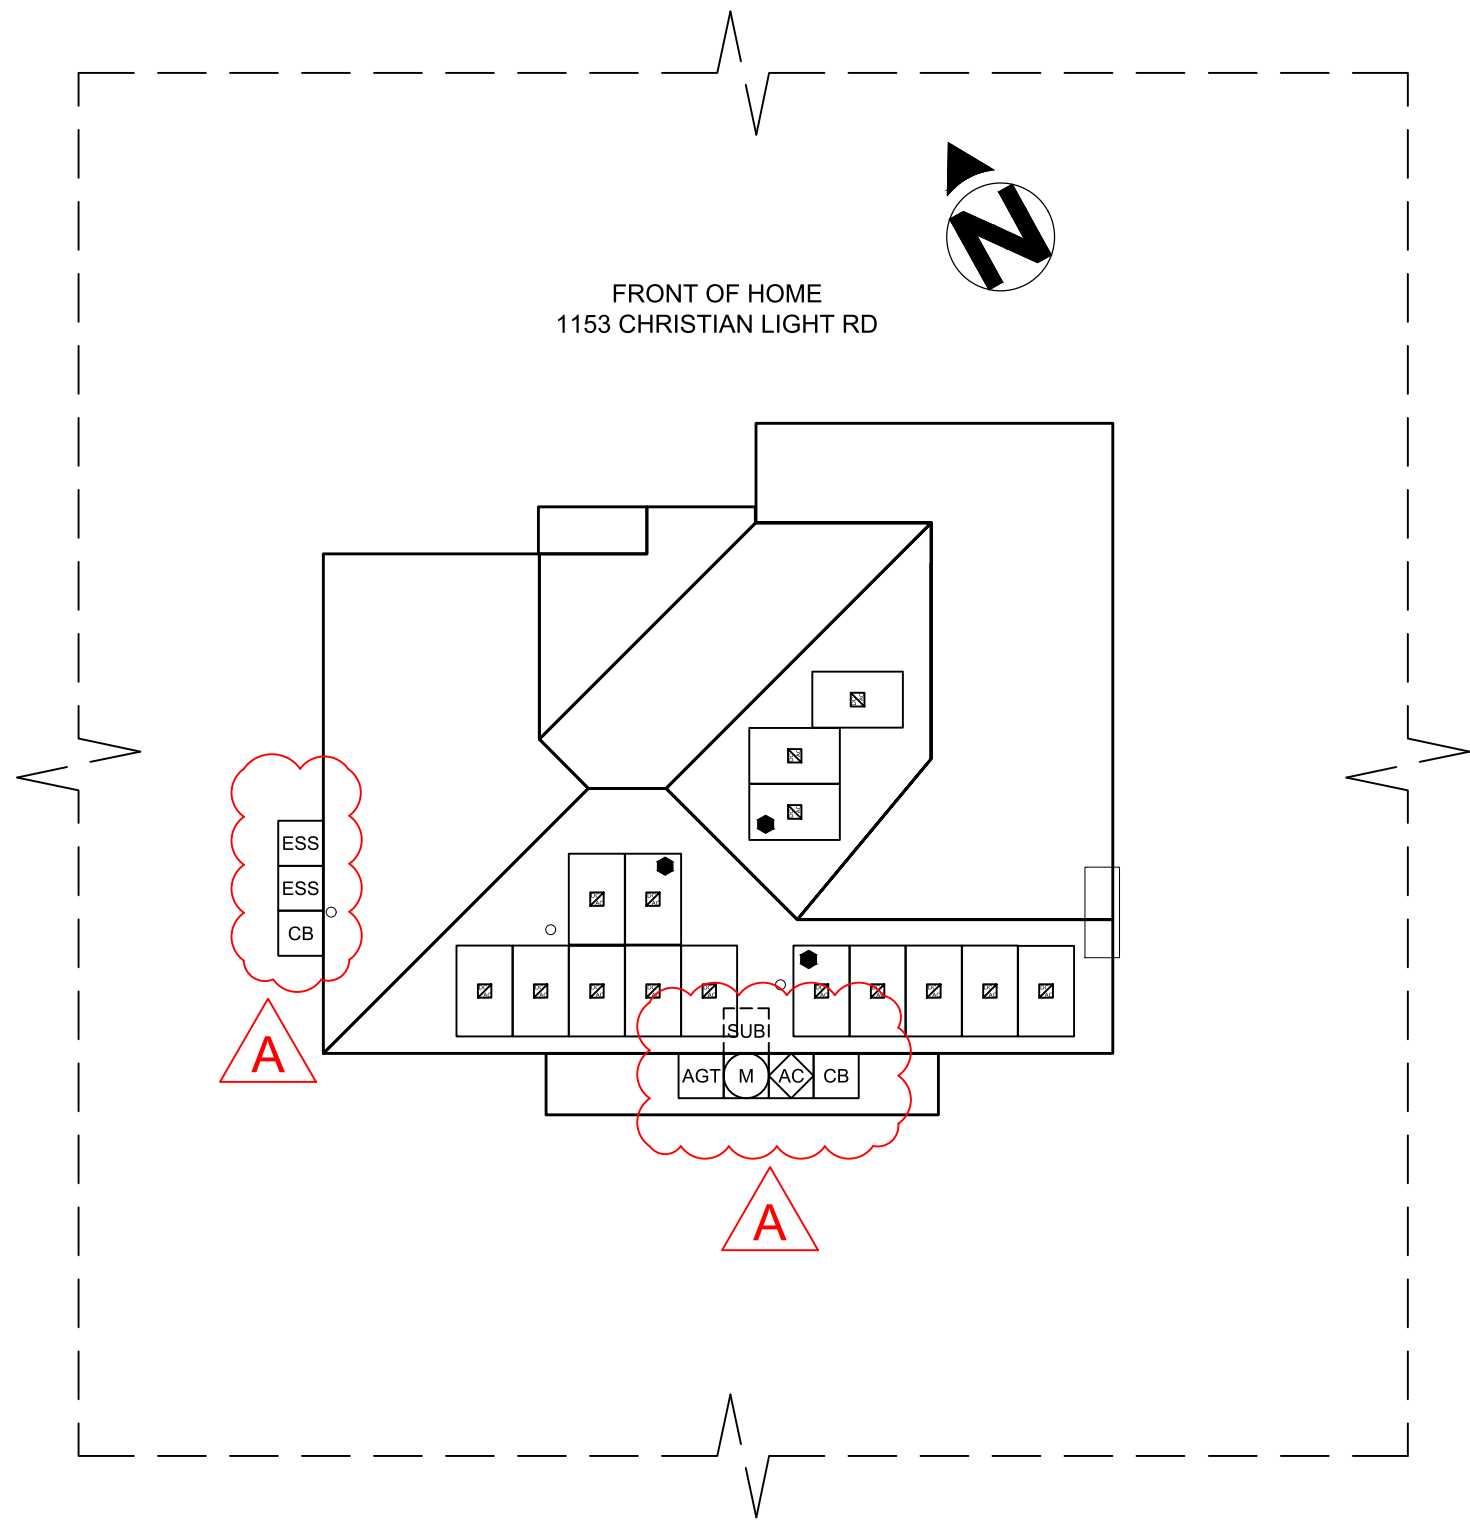 N
FRONT OF HOME
1153 CHRISTIAN LIGHT RD
ESS
ESS
CB
A
SUB
AGT M AC CB
A